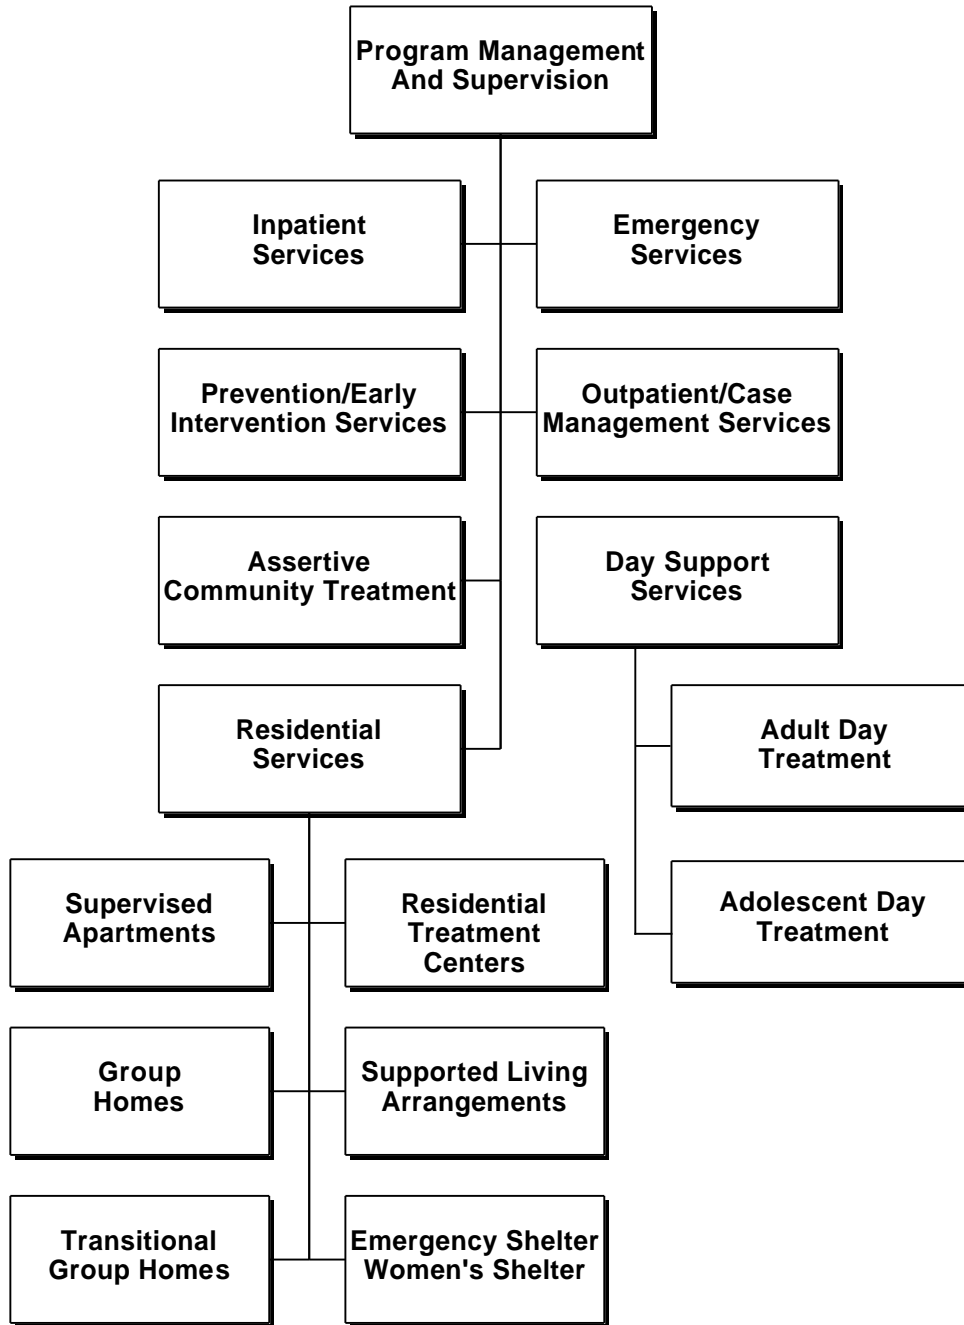 Program Management
And Supervision
Inpatient
Services
Emergency
Services
Prevention/Early
Intervention Services
Outpatient/Case
Management Services
Assertive
Community Treatment
Day Support
Services
Residential
Services
Adult Day
Treatment
Supervised
Apartments
Residential
Treatment
Centers
Adolescent Day
Treatment
Group
Homes
Supported Living
Arrangements
Transitional
Group Homes
Emergency Shelter
Women's Shelter